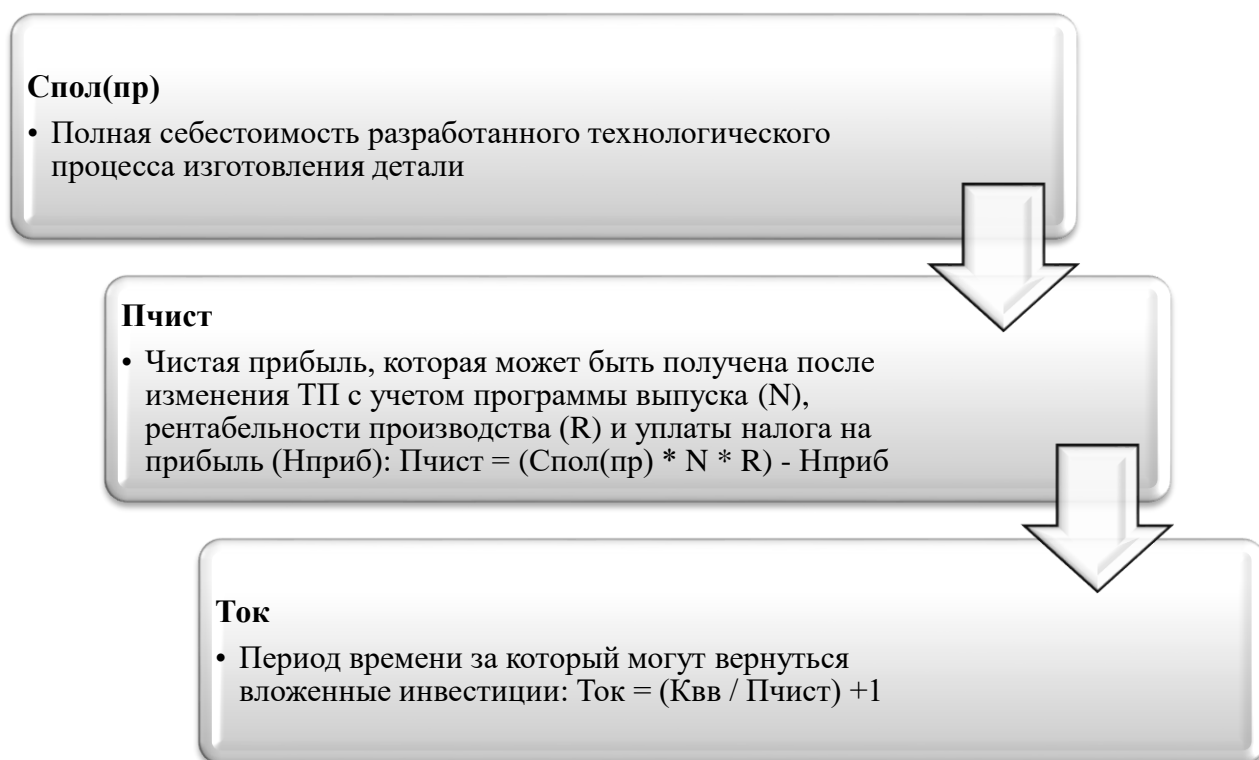 Спол(пр)
• Полная себестоимость разработанного технологического
процесса изготовления детали
Пчист
• Чистая прибыль, которая может быть получена после
изменения ТП с учетом программы выпуска (N),
рентабельности производства (R) и уплаты налога на
прибыль (Нприб): Пчист = (Спол(пр) * N * R) - Нприб
Ток
• Период времени за который могут вернуться
вложенные инвестиции: Ток = (Квв / Пчист) +1